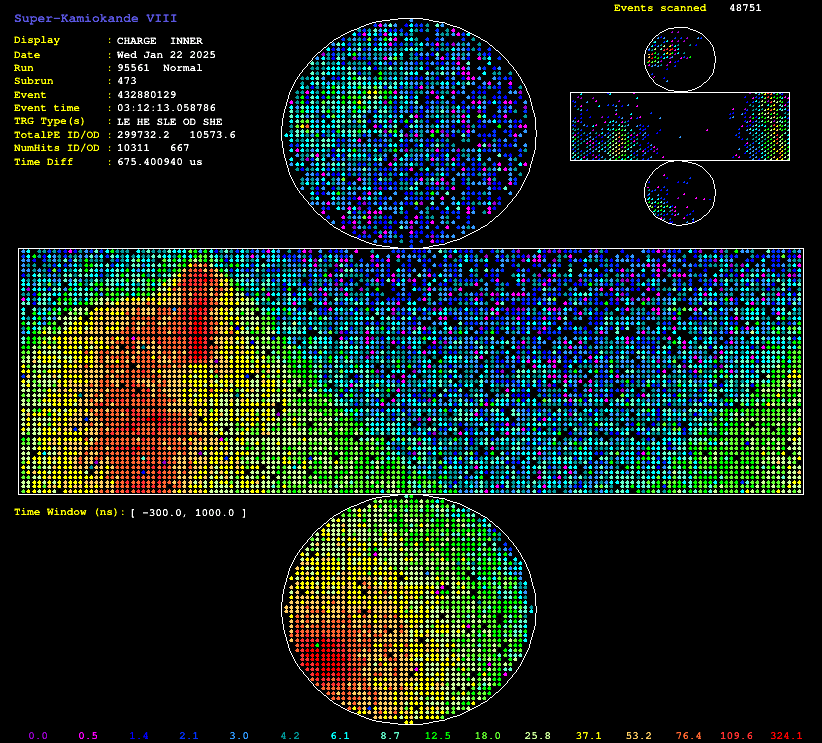 Super-Kamiokande VIII
Events scanned 48751
Display : CHARGE INNER
Date : Wed Jan 22 2025
Run : 95561 Normal
Subrun : 473
Event : 432880129
Event time : 03:12:13.058786
TRG Type(s) : LE HE SLE OD SHE
TotalPE ID/OD : 299732.2 10573.6
NumHits ID/OD : 10311 667
Time Diff : 675.400940 us
Time Window (ns): [ -300.0, 1000.0 ]
0.0 0.5 1.4 2.1 3.0 4.2 6.1 8.7 12.5 18.0 25.8 37.1 53.2 76.4 109.6 324.1